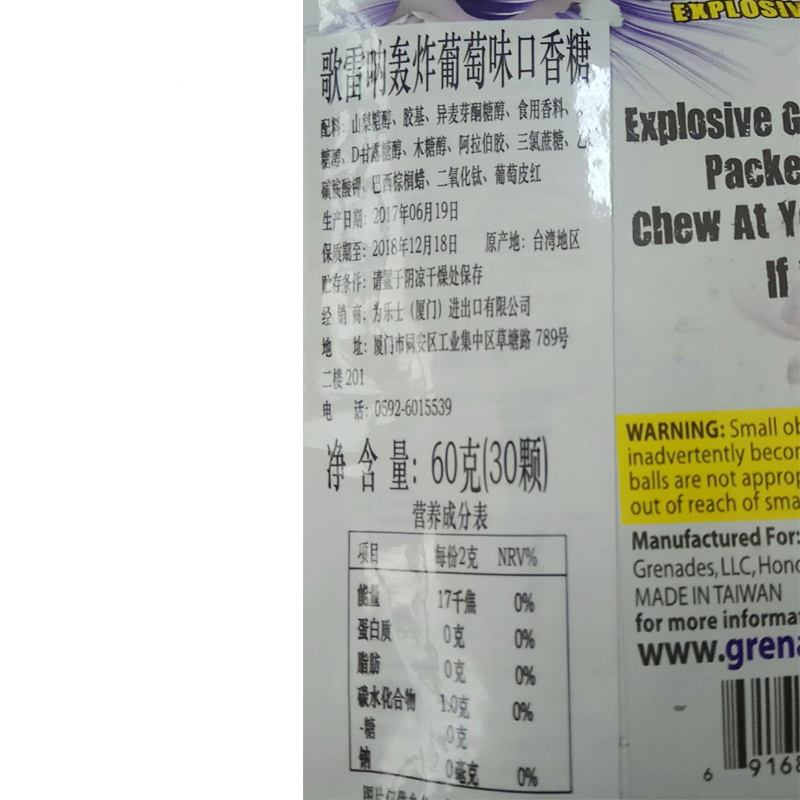 歌雷呐轰炸葡萄味口香糖
配料：山梨糖醇、胶基、异麦芽酮糖醇、食用香料、
糖醇、D-甘露糖醇、木糖醇、阿拉伯胶、三氯蔗糖、乙
磺胺酸钾、巴西棕榈蜡、二氧化钛、葡萄皮红
生产日期：2017年06月19日
保质期至：2018年12月18日 原产地：台湾地区
贮存条件：请置于阴凉干燥处保存
经 销 商：为乐士（厦门）进出口有限公司
地 址：厦门市同安区工业集中区草塘路 789号
二楼 201
电 话：0592-6015539
净 含 量：60克(30颗)
营养成分表
项目 每份2克 NRV%
能量 17千焦 0%
蛋白质 0克 0%
脂肪 0克 0%
碳水化合物 1.0克 0%
-糖 0克
钠 0毫克 0%
EXPLOSIV
Explosive G
Packe
Chew At Y
If
WARNING: Small ob
inadvertently becom
balls are not approp
out of reach of sma
Manufactured For:
Grenades, LLC, Hono
MADE IN TAIWAN
for more informat
www.grena
6 9168